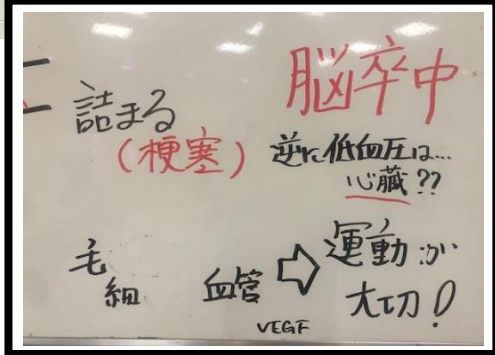 脳卒中
詰まる
(梗塞)
逆に低血圧は…
心臓??
毛細 血管 ⇨ 運動が
大切!
VEGF